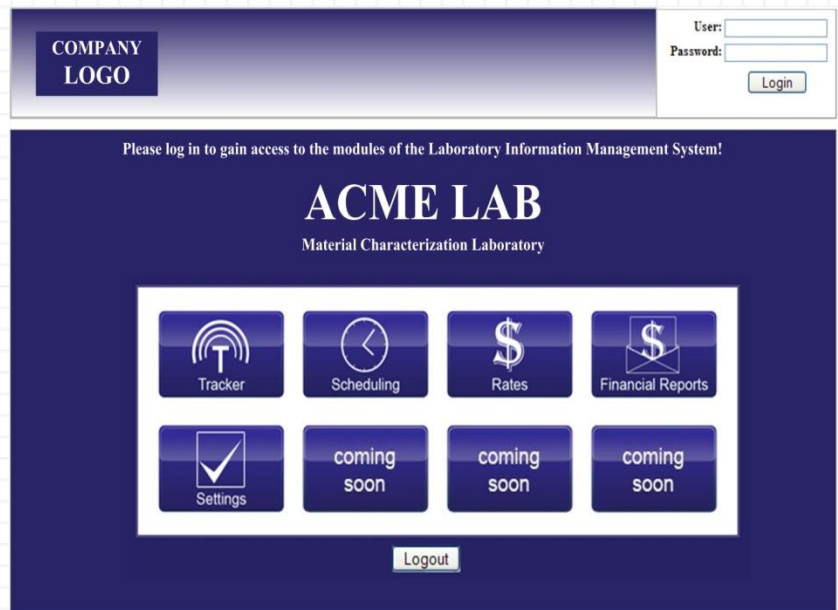 COMPANY
LOGO
User:
Password:
Login
Please log in to gain access to the modules of the Laboratory Information Management System!
ACME LAB
Material Characterization Laboratory
T
Tracker
Scheduling
$
Rates
$
Financial Reports
Settings
coming
soon
coming
soon
coming
soon
Logout